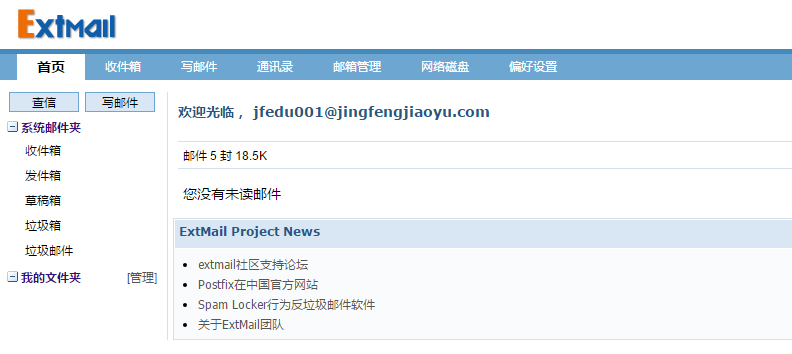 Extmail
首页 收件箱 写邮件 通讯录 邮箱管理 网络磁盘 偏好设置
查信 写邮件
系统邮件夹
收件箱
发件箱
草稿箱
垃圾箱
垃圾邮件
我的文件夹 [管理]
欢迎光临， jfedu001@jingfengjiaoyu.com
邮件 5 封 18.5K
您没有未读邮件
ExtMail Project News
extmail社区支持论坛
Postfix在中国官方网站
Spam Locker行为反垃圾邮件软件
关于ExtMail团队